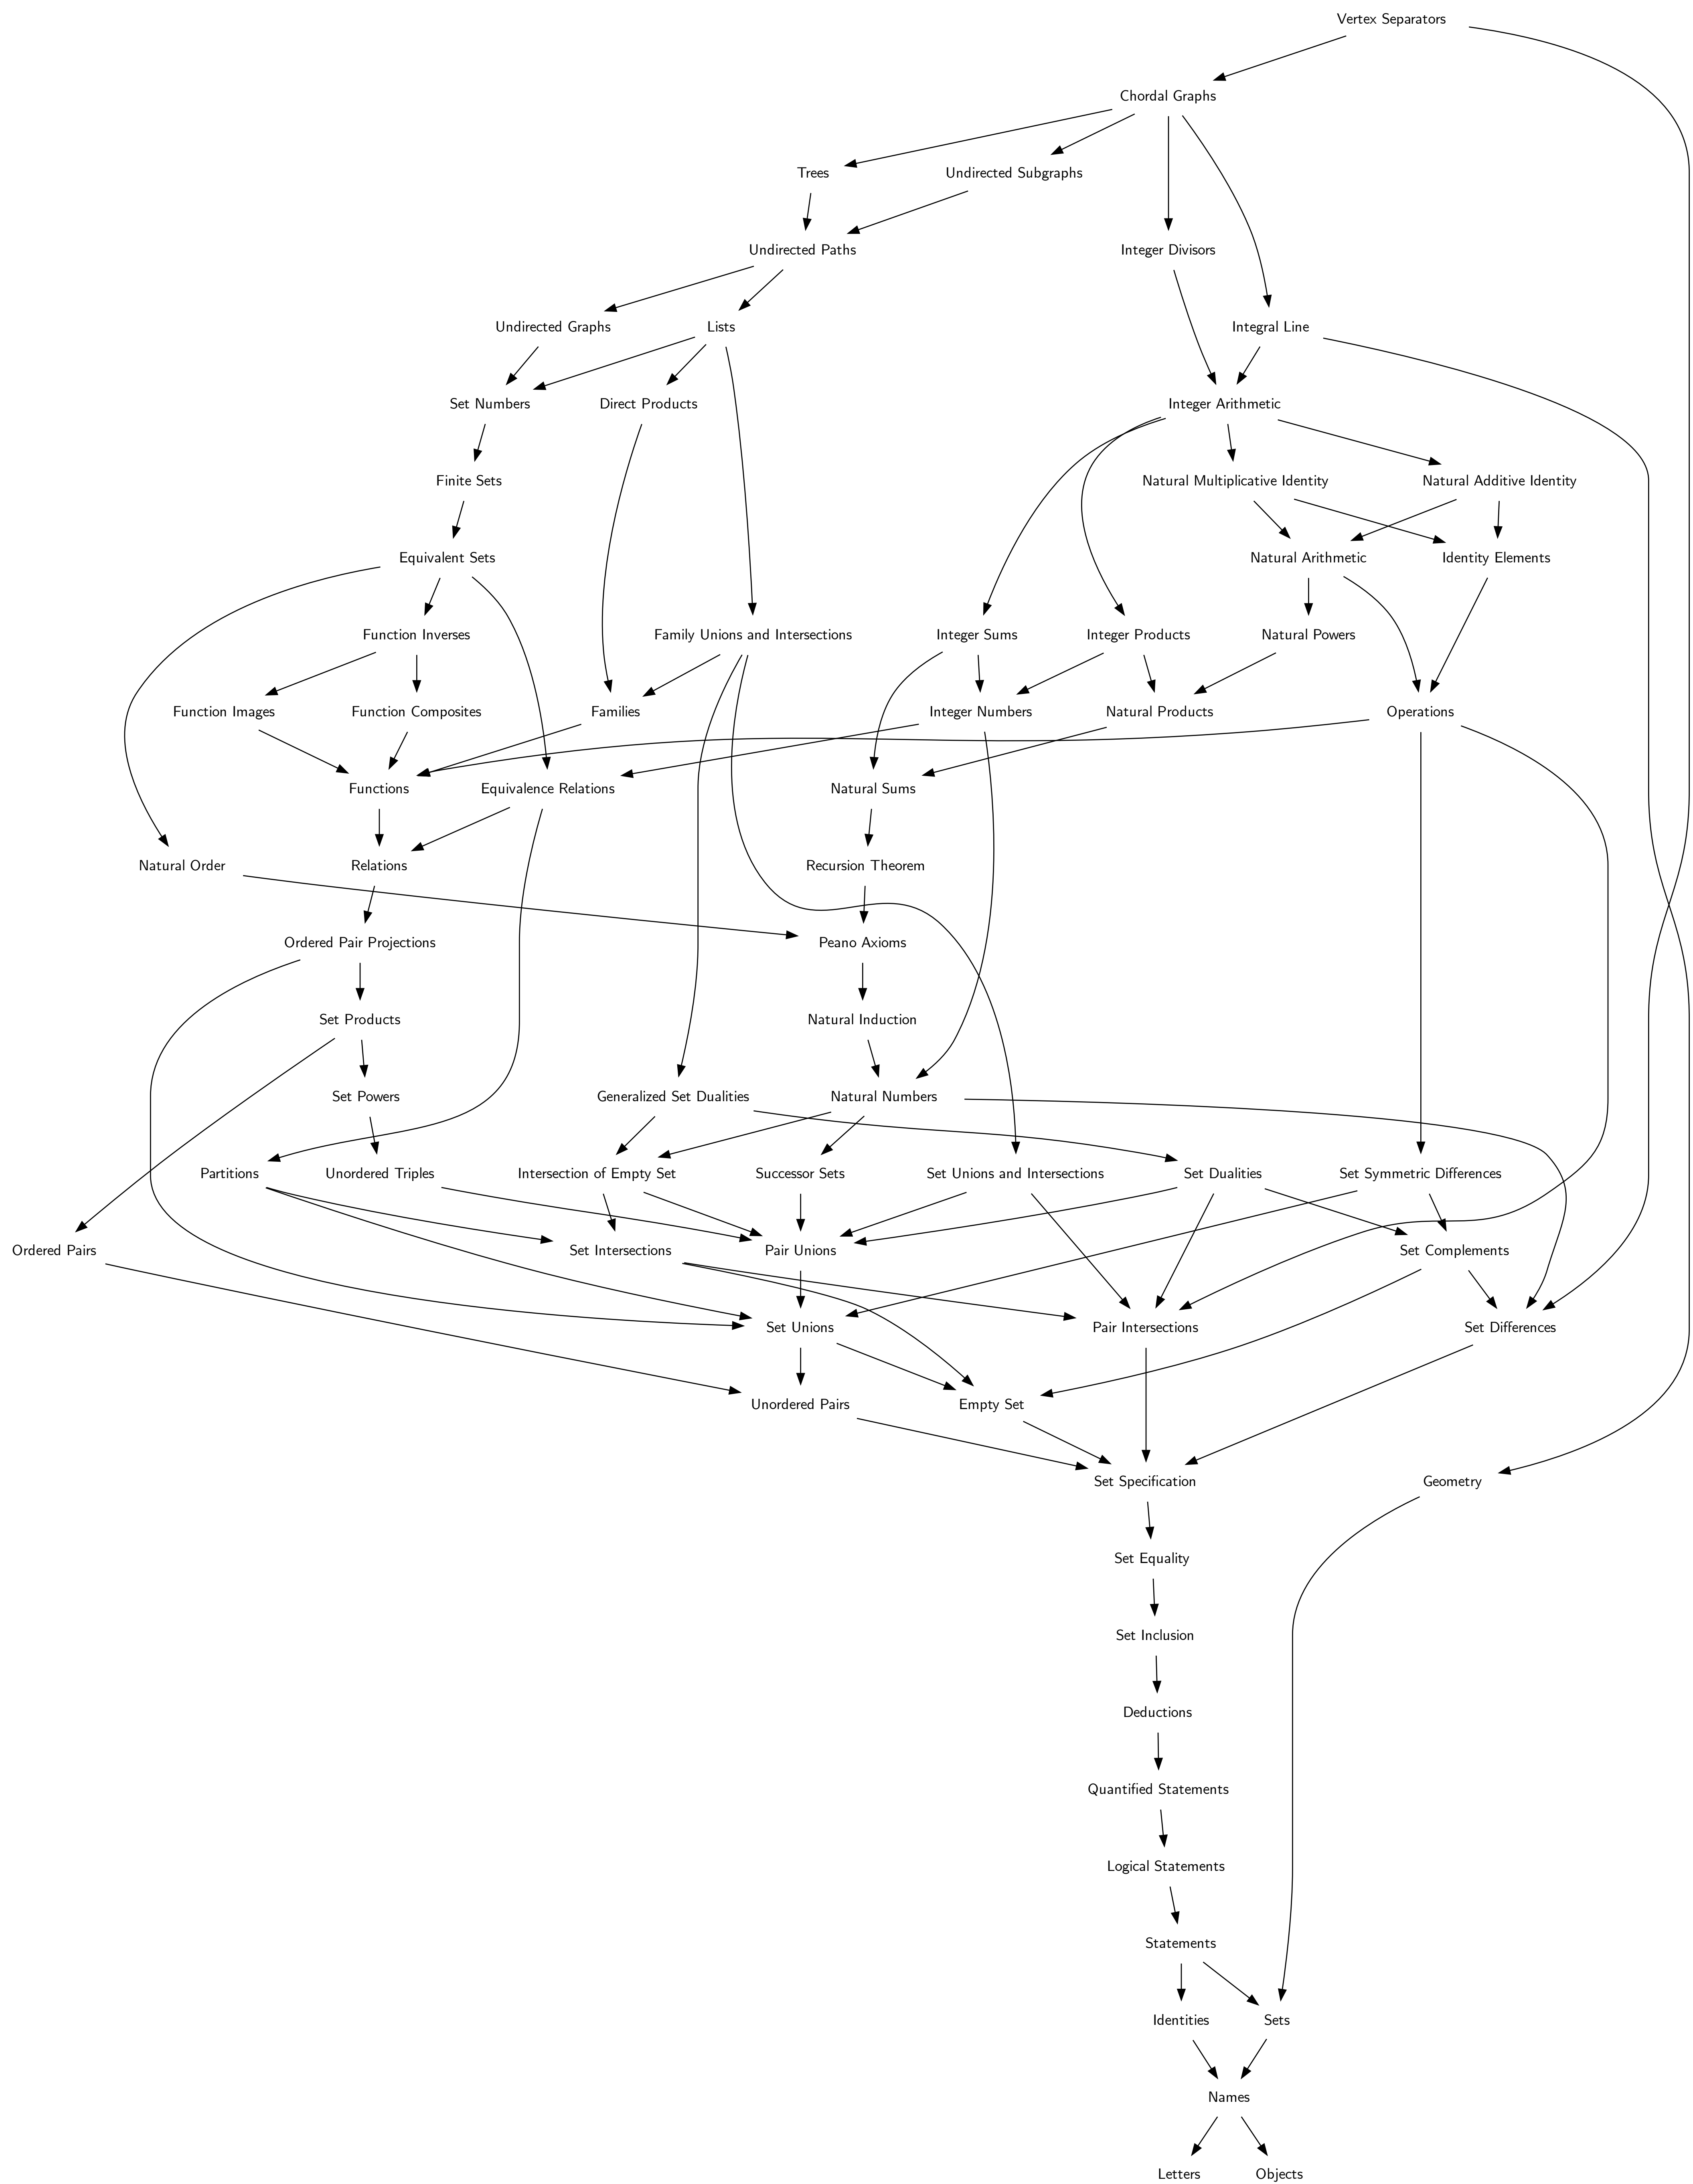 Vertex Separators
Chordal Graphs
Trees
Undirected Subgraphs
Undirected Paths
Integer Divisors
Undirected Graphs
Lists
Integral Line
Set Numbers
Direct Products
Integer Arithmetic
Finite Sets
Natural Multiplicative Identity
Natural Additive Identity
Equivalent Sets
Natural Arithmetic
Identity Elements
Function Inverses
Family Unions and Intersections
Integer Sums
Integer Products
Natural Powers
Function Images
Function Composites
Families
Integer Numbers
Natural Products
Operations
Functions
Equivalence Relations
Natural Sums
Natural Order
Relations
Recursion Theorem
Ordered Pair Projections
Peano Axioms
Set Products
Natural Induction
Set Powers
Generalized Set Dualities
Natural Numbers
Partitions
Unordered Triples
Intersection of Empty Set
Successor Sets
Set Unions and Intersections
Set Dualities
Set Symmetric Differences
Ordered Pairs
Set Intersections
Pair Unions
Set Complements
Set Unions
Pair Intersections
Set Differences
Unordered Pairs
Empty Set
Set Specification
Geometry
Set Equality
Set Inclusion
Deductions
Quantified Statements
Logical Statements
Statements
Identities
Sets
Names
Letters
Objects